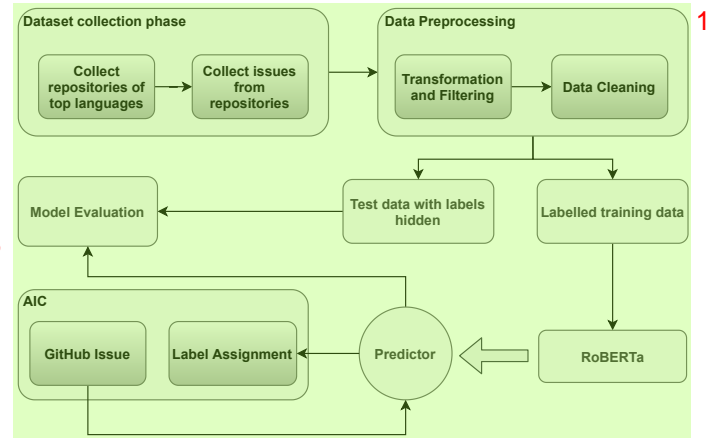 Dataset collection phase
Data Preprocessing
1
Collect
repositories of
top languages
Collect issues
from
repositories
Transformation
and Filtering
Data Cleaning
Model Evaluation
Test data with labels
hidden
Labelled training data
AIC
GitHub Issue
Label Assignment
Predictor
RoBERTa